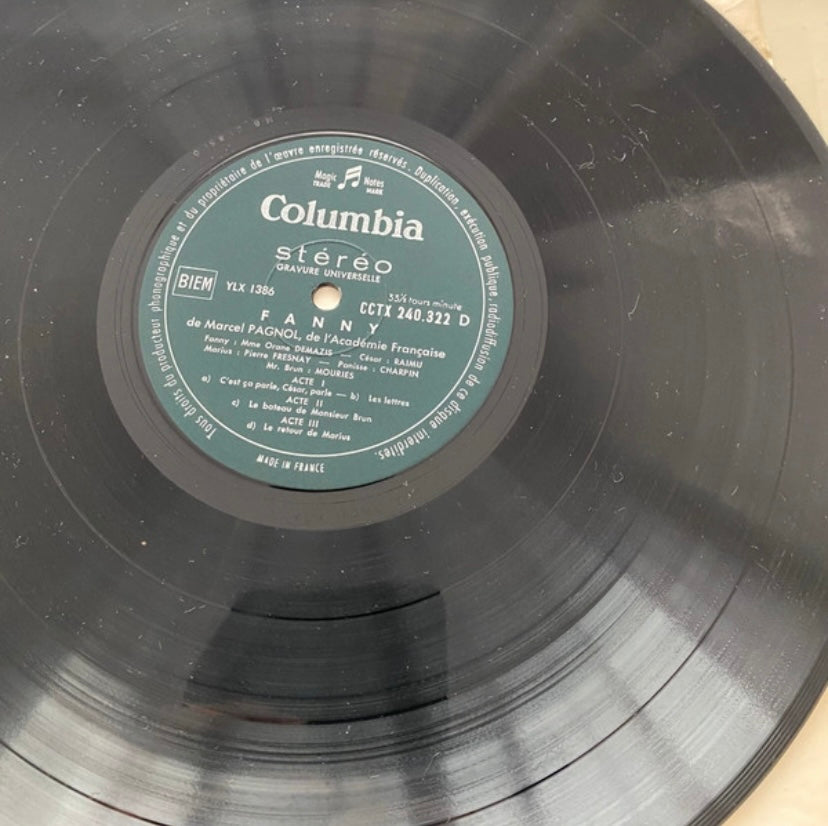 Tous droits du producteur phonographique et du propriétaire de l'œuvre enregistrée réservés. Duplication, exécution publique, radiodiffusion de ce disque interdites.
Magic Notes
TRADE MARK
Columbia
stéréo
GRAVURE UNIVERSELLE
BIEM
YLX 1386
33⅓ tours minute
CCTX 240.322 D
FANNY
de Marcel PAGNOL, de l'Académie Française
Fanny : Mme Orane DEMAZIS — César : RAIMU
Marius : Pierre FRESNAY — Panisse : CHARPIN
Mr. Brun : MOURIES
ACTE I
a) C'est ça parle, César, parle — b) Les lettres
ACTE II
c) Le bateau de Monsieur Brun
ACTE III
d) Le retour de Marius
MADE IN FRANCE